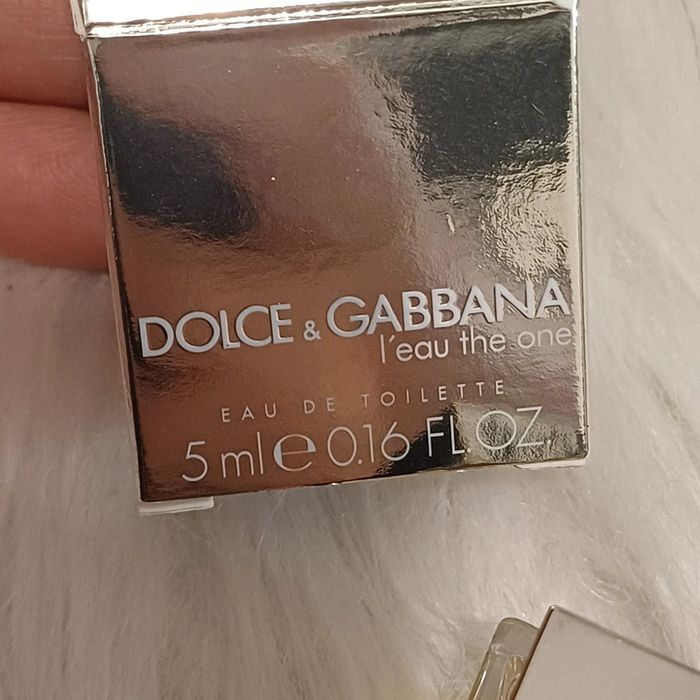 DOLCE & GABBANA
l'eau the one
EAU DE TOILETTE
5 ml e 0.16 FL.OZ.